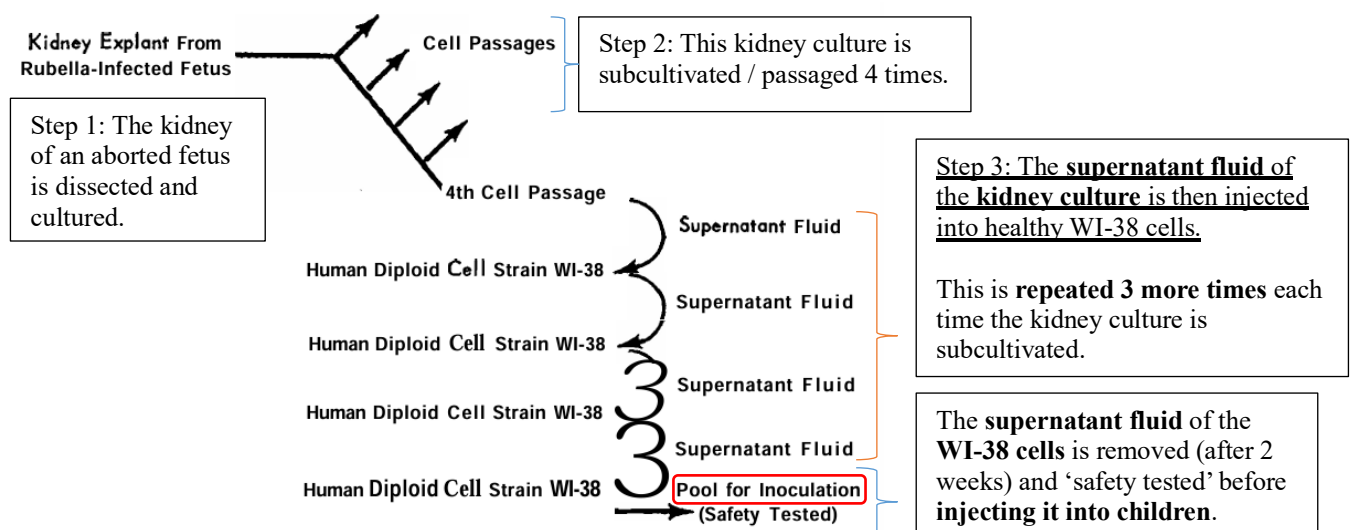 Kidney Explant From
Rubella-Infected Fetus
Cell Passages
Step 2: This kidney culture is
subcultivated / passaged 4 times.
Step 1: The kidney
of an aborted fetus
is dissected and
cultured.
4th Cell Passage
Supernatant Fluid
Human Diploid Cell Strain WI-38
Supernatant Fluid
Human Diploid Cell Strain WI-38
Supernatant Fluid
Human Diploid Cell Strain WI-38
Supernatant Fluid
Human Diploid Cell Strain WI-38
Pool for Inoculation
(Safety Tested)
Step 3: The supernatant fluid of
the kidney culture is then injected
into healthy WI-38 cells.
This is repeated 3 more times each
time the kidney culture is
subcultivated.
The supernatant fluid of the
WI-38 cells is removed (after 2
weeks) and ‘safety tested’ before
injecting it into children.